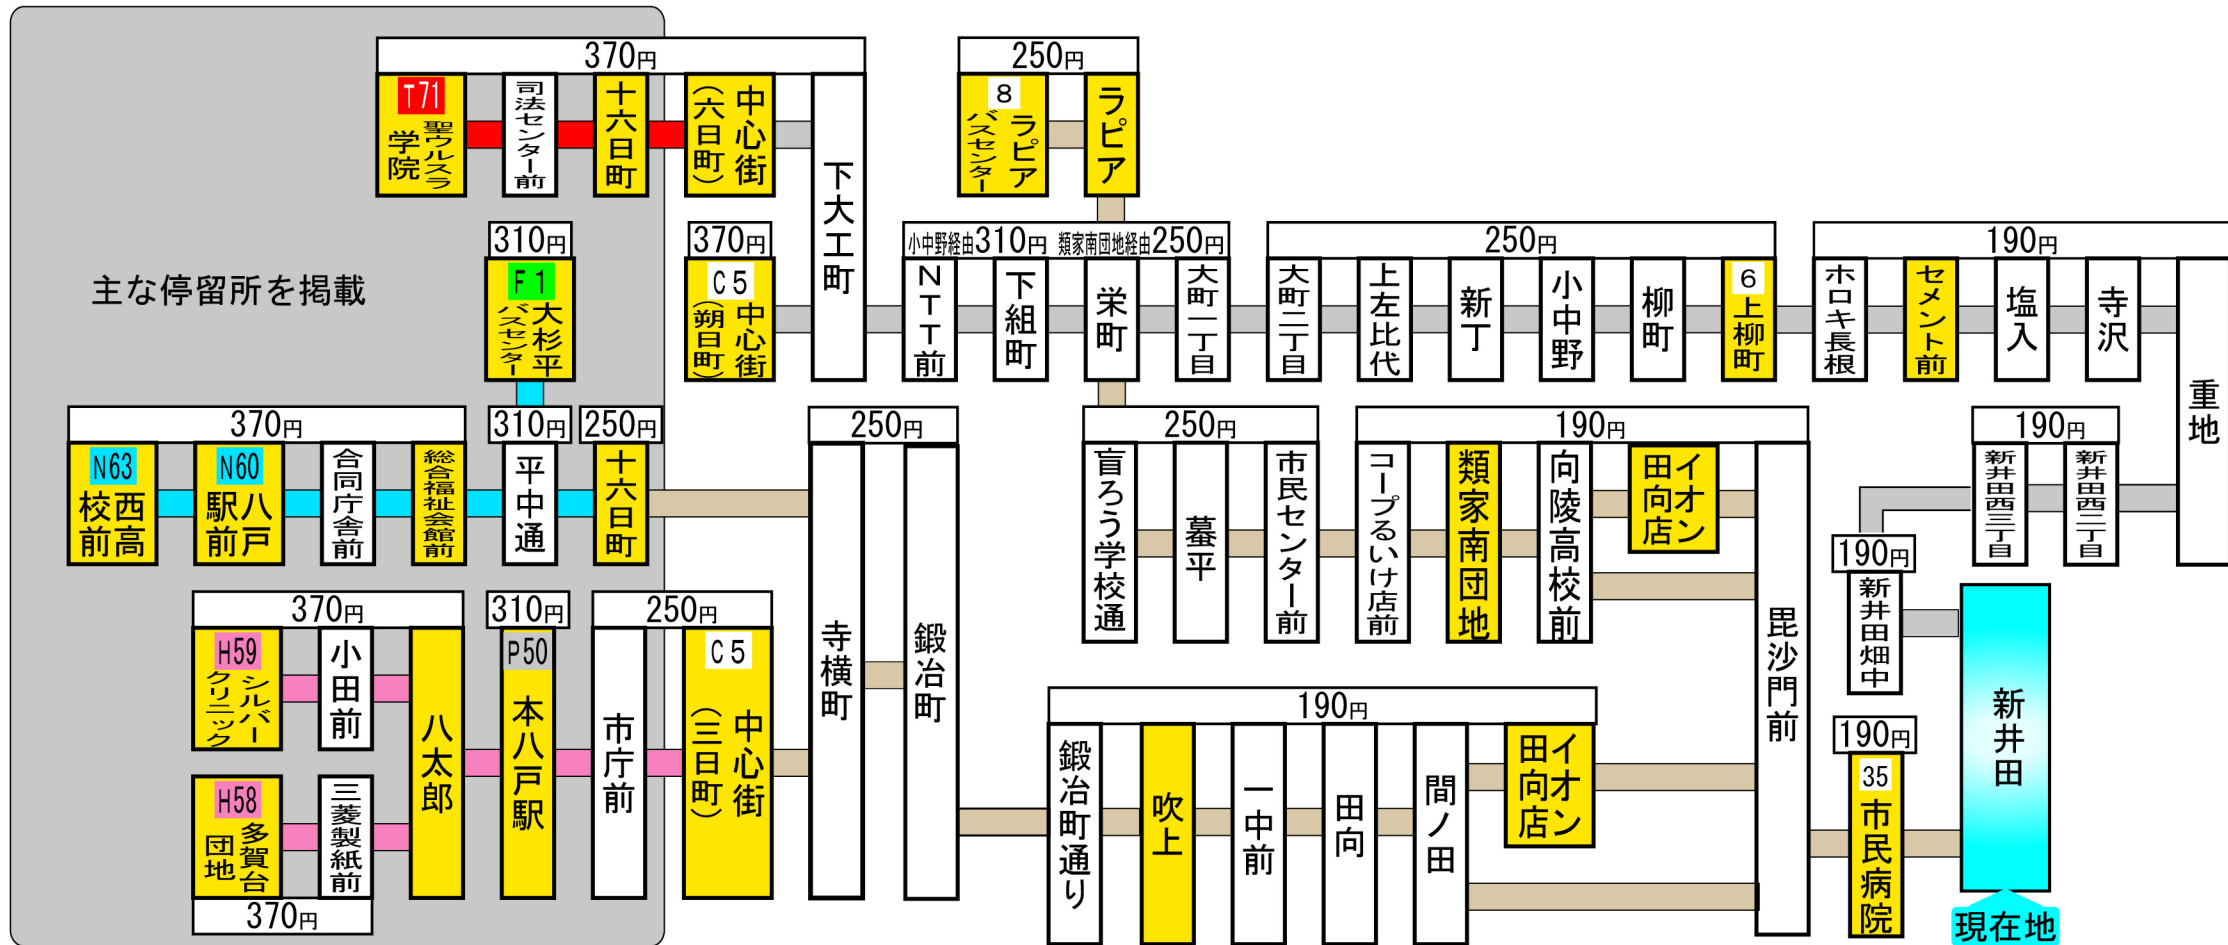 主な停留所を掲載
370円
T71
聖ウルスラ
学院
司法センター前
十六日町
中心街
(六日町)
下大工町
250円
8
ラピア
バスセンター
ラピア
310円
F1
大杉平
バスセンター
370円
C5
中心街
(朔日町)
小中野経由310円 類家南団地経由250円
NTT前
下組町
栄町
大町一丁目
250円
大町二丁目
上左比代
新丁
小中野
柳町
6
上柳町
190円
ホロキ長根
セメント前
塩入
寺沢
重地
370円
N63
西高
校前
N60
八戸
駅前
合同庁舎前
総合福祉会館前
310円
平中通
250円
十六日町
250円
寺横町
鍛冶町
250円
盲ろう学校通
墓平
市民センター前
190円
コープるいけ店前
類家南団地
向陵高校前
イオン
田向店
毘沙門前
190円
新井田西三丁目
新井田西二丁目
190円
新井田畑中
370円
H59
シルバー
クリニック
小田前
八太郎
H58
多賀台
団地
三菱製紙前
370円
310円
P50
本八戸駅
250円
市庁前
C5
中心街
(三日町)
190円
鍛冶町通り
吹上
一中前
田向
間ノ田
イオン
田向店
190円
35
市民病院
新井田
現在地